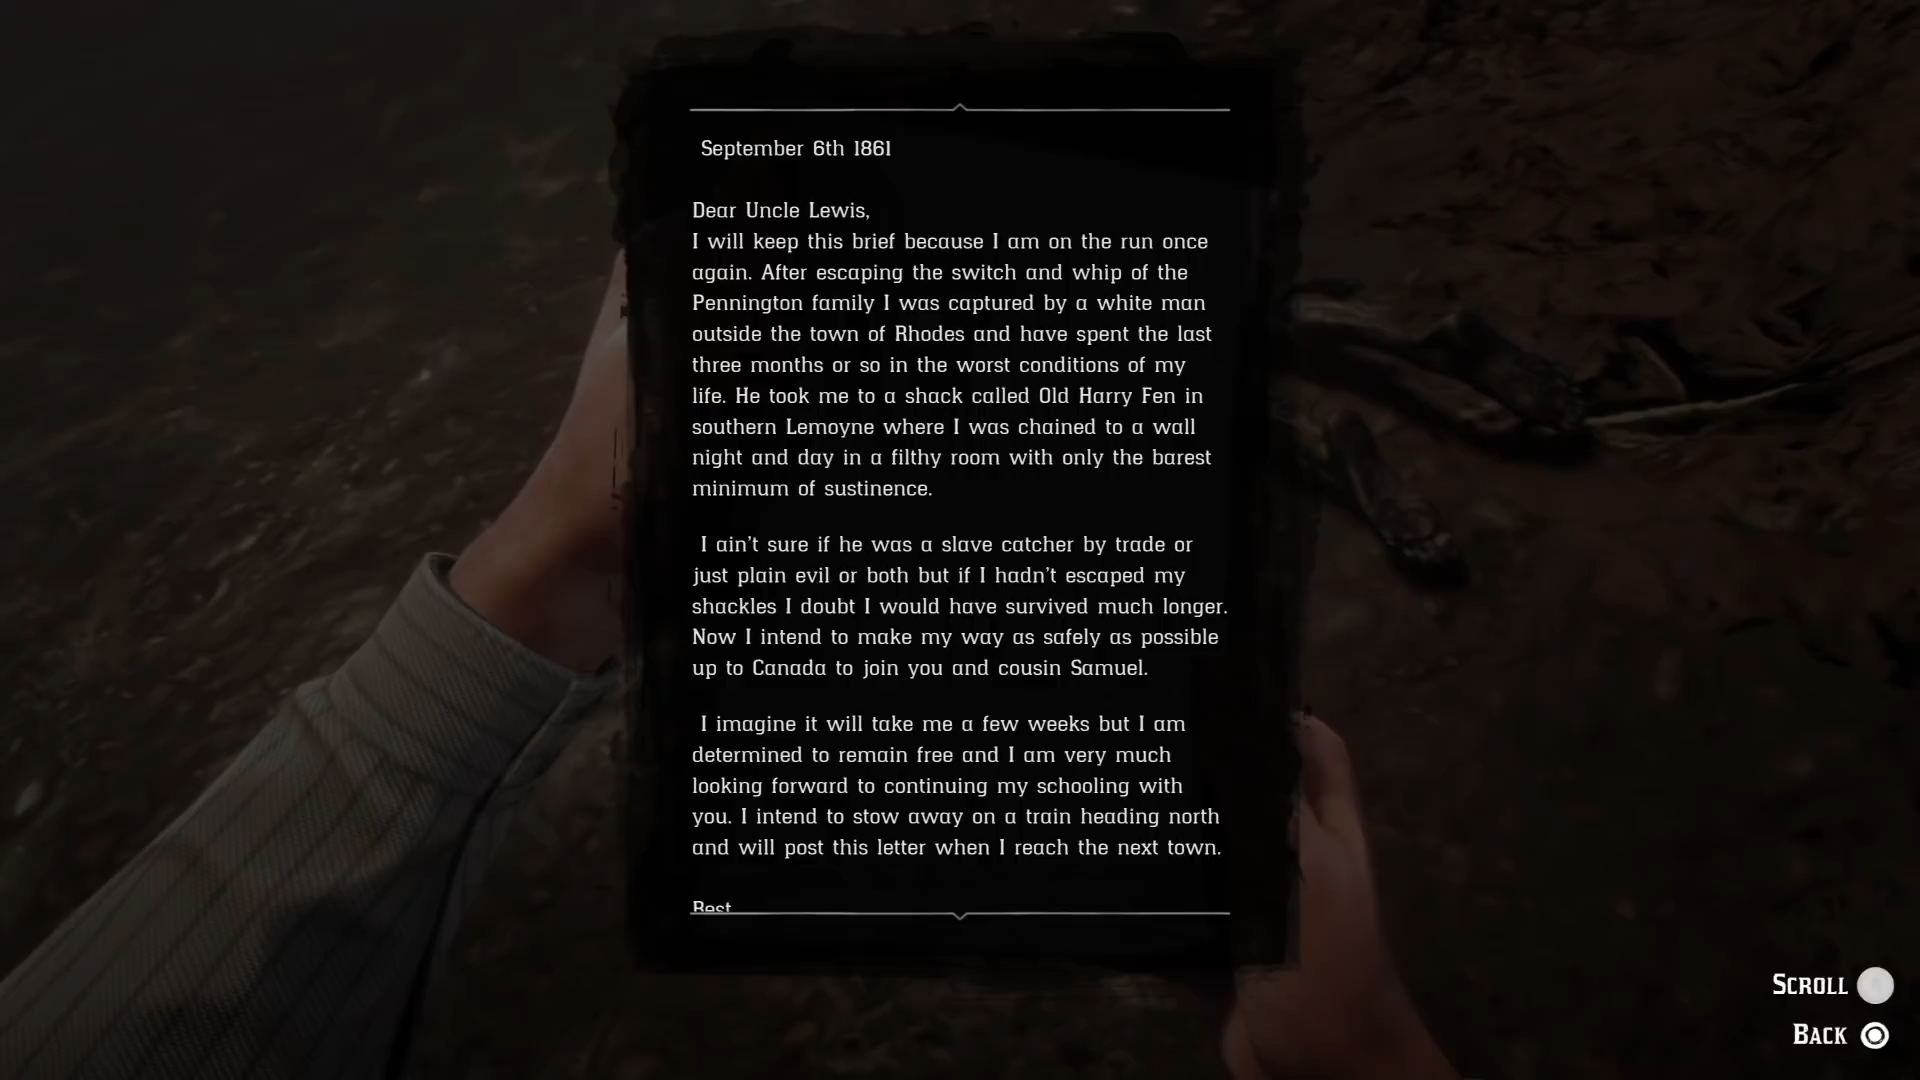 September 6th 1861
Dear Uncle Lewis,
I will keep this brief because I am on the run once
again. After escaping the switch and whip of the
Pennington family I was captured by a white man
outside the town of Rhodes and have spent the last
three months or so in the worst conditions of my
life. He took me to a shack called Old Harry Fen in
southern Lemoyne where I was chained to a wall
night and day in a filthy room with only the barest
minimum of sustinence.
I ain't sure if he was a slave catcher by trade or
just plain evil or both but if I hadn't escaped my
shackles I doubt I would have survived much longer.
Now I intend to make my way as safely as possible
up to Canada to join you and cousin Samuel.
I imagine it will take me a few weeks but I am
determined to remain free and I am very much
looking forward to continuing my schooling with
you. I intend to stow away on a train heading north
and will post this letter when I reach the next town.
Best
SCROLL
BACK